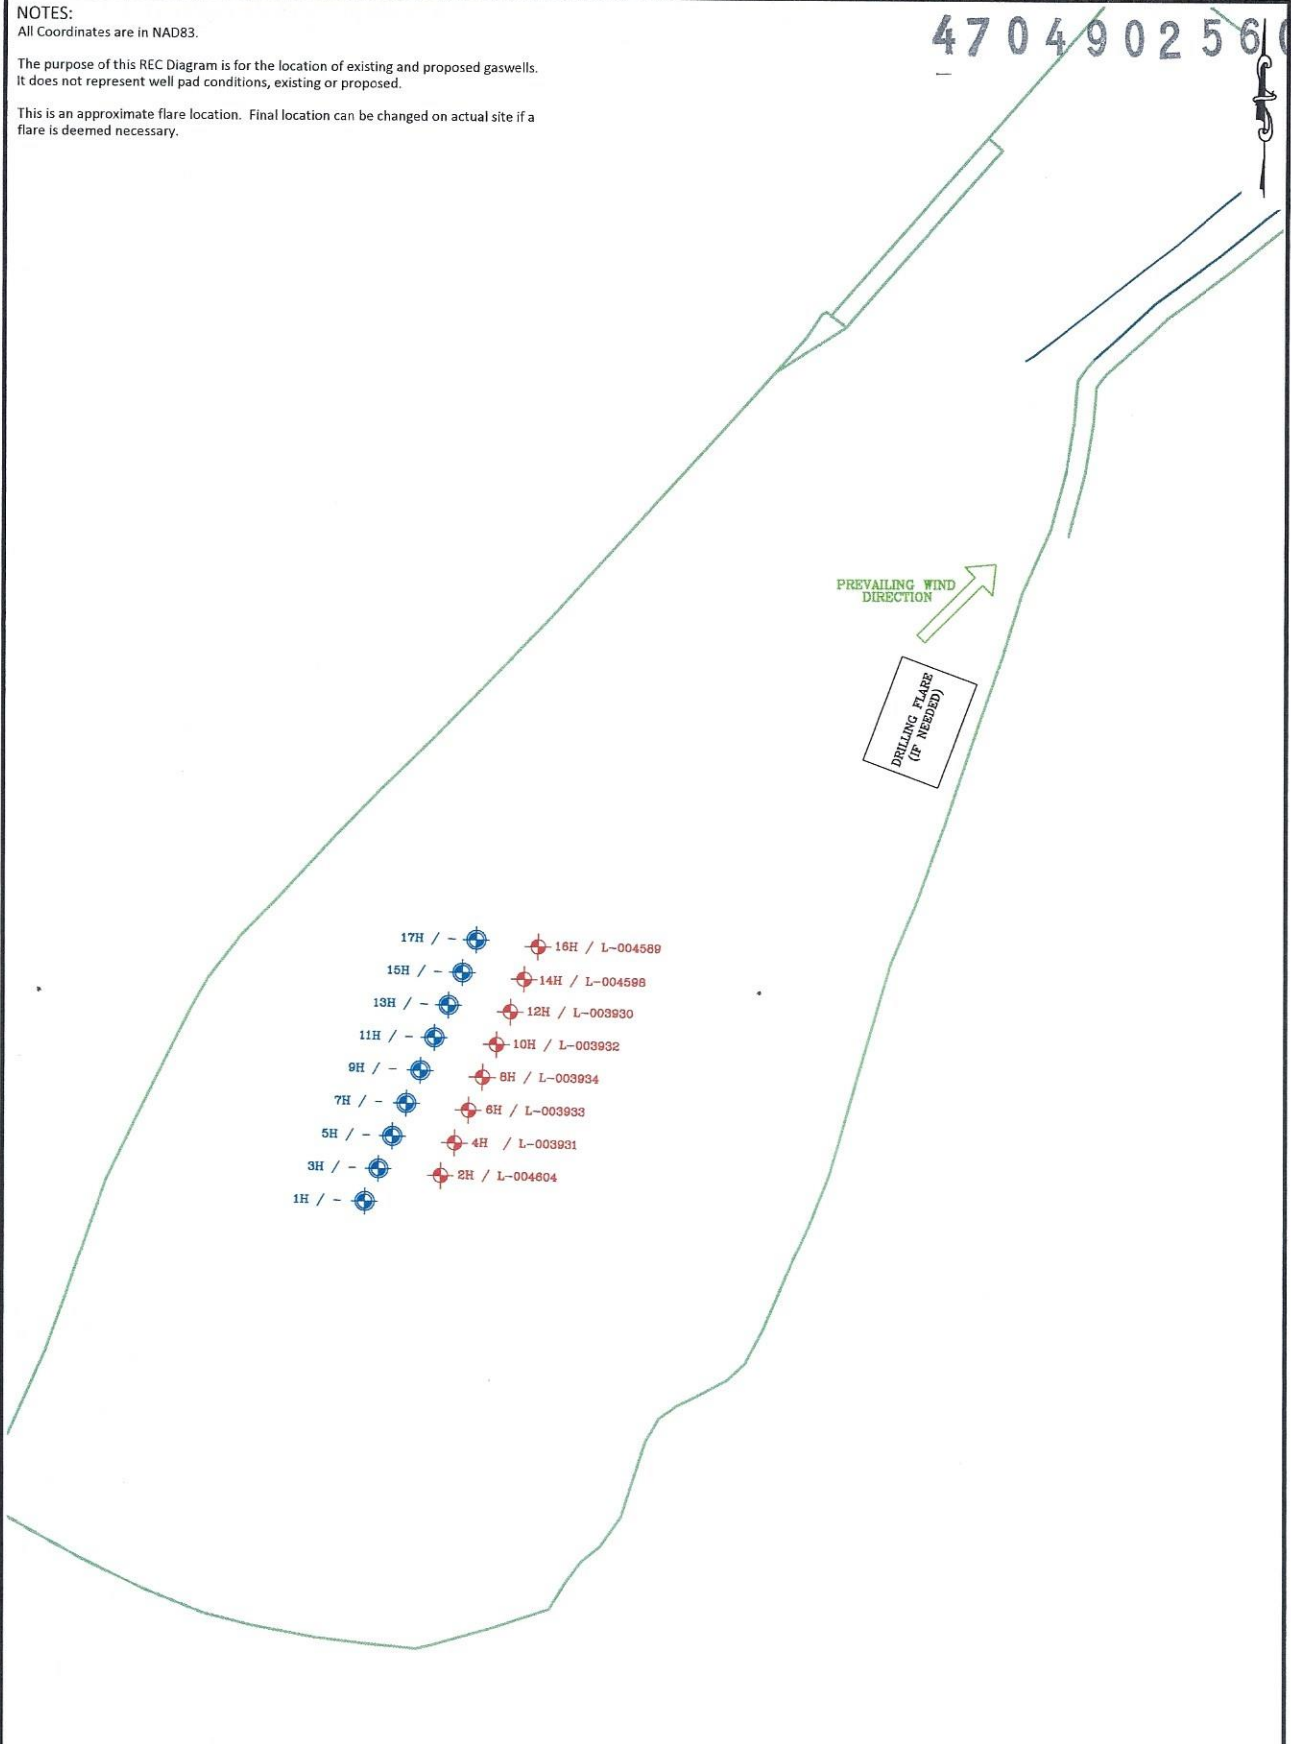 NOTES:
All Coordinates are in NAD83.
The purpose of this REC Diagram is for the location of existing and proposed gaswells.
It does not represent well pad conditions, existing or proposed.
This is an approximate flare location. Final location can be changed on actual site if a
flare is deemed necessary.
470490256
PREVAILING WIND
DIRECTION
DRILLING FLARE
(IF NEEDED)
17H / -
16H / L-004589
15H / -
14H / L-004598
13H / -
12H / L-003930
11H / -
10H / L-003932
9H / -
8H / L-003934
7H / -
6H / L-003933
5H / -
4H / L-003931
3H / -
2H / L-004604
1H / -